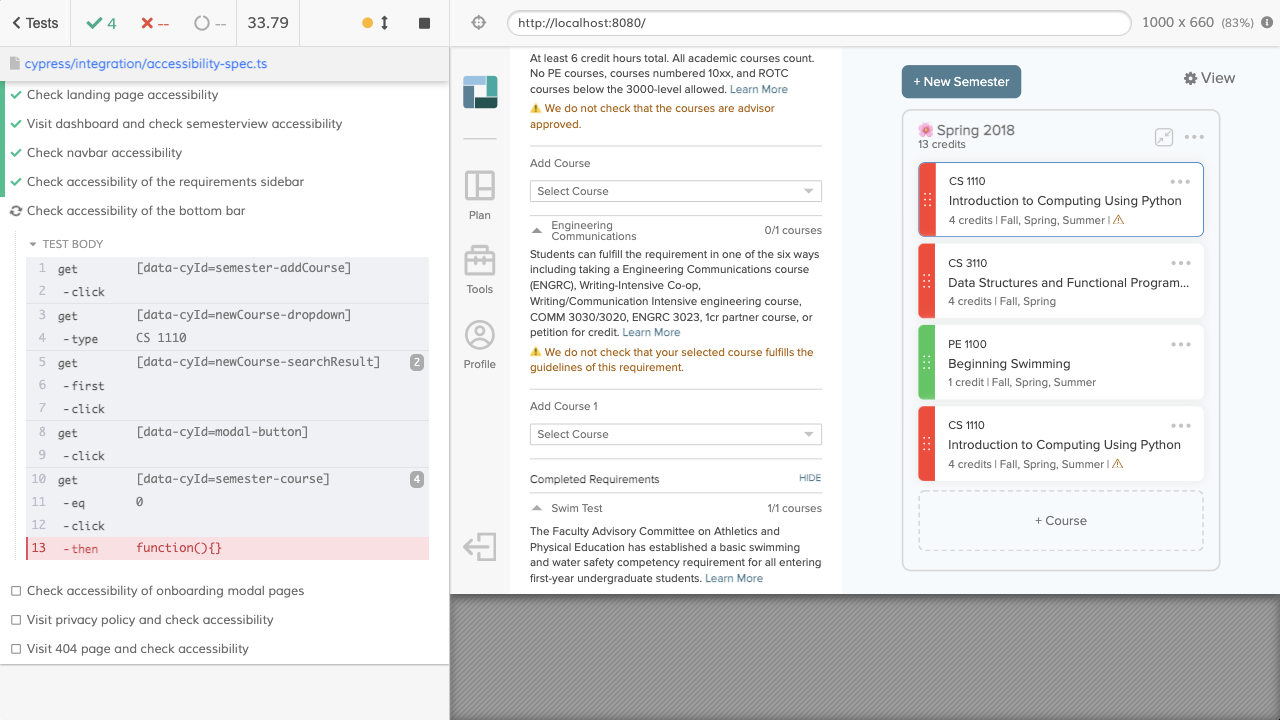 Tests
4
--
--
33.79
http://localhost:8080/
1000 x 660 (83%)
cypress/integration/accessibility-spec.ts
Check landing page accessibility
Visit dashboard and check semesterview accessibility
Check navbar accessibility
Check accessibility of the requirements sidebar
Check accessibility of the bottom bar
TEST BODY
1 get [data-cyId=semester-addCourse]
2 -click
3 get [data-cyId=newCourse-dropdown]
4 -type CS 1110
5 get [data-cyId=newCourse-searchResult] 2
6 -first
7 -click
8 get [data-cyId=modal-button]
9 -click
10 get [data-cyId=semester-course] 4
11 -eq 0
12 -click
13 -then function(){}
Check accessibility of onboarding modal pages
Visit privacy policy and check accessibility
Visit 404 page and check accessibility
Plan
Tools
Profile
At least 6 credit hours total. All academic courses count.
No PE courses, courses numbered 10xx, and ROTC
courses below the 3000-level allowed. Learn More
We do not check that the courses are advisor
approved.
Add Course
Select Course
Engineering
Communications
0/1 courses
Students can fulfill the requirement in one of the six ways
including taking a Engineering Communications course
(ENGRC), Writing-Intensive Co-op,
Writing/Communication Intensive engineering course,
COMM 3030/3020, ENGRC 3023, 1cr partner course, or
petition for credit. Learn More
We do not check that your selected course fulfills the
guidelines of this requirement.
Add Course 1
Select Course
Completed Requirements HIDE
Swim Test 1/1 courses
The Faculty Advisory Committee on Athletics and
Physical Education has established a basic swimming
and water safety competency requirement for all entering
first-year undergraduate students. Learn More
+ New Semester
View
Spring 2018
13 credits
CS 1110
Introduction to Computing Using Python
4 credits | Fall, Spring, Summer |
CS 3110
Data Structures and Functional Program...
4 credits | Fall, Spring
PE 1100
Beginning Swimming
1 credit | Fall, Spring, Summer
CS 1110
Introduction to Computing Using Python
4 credits | Fall, Spring, Summer |
+ Course